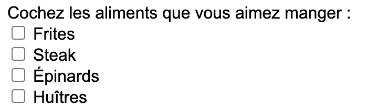 Cochez les aliments que vous aimez manger :
Frites
Steak
Épinards
Huîtres